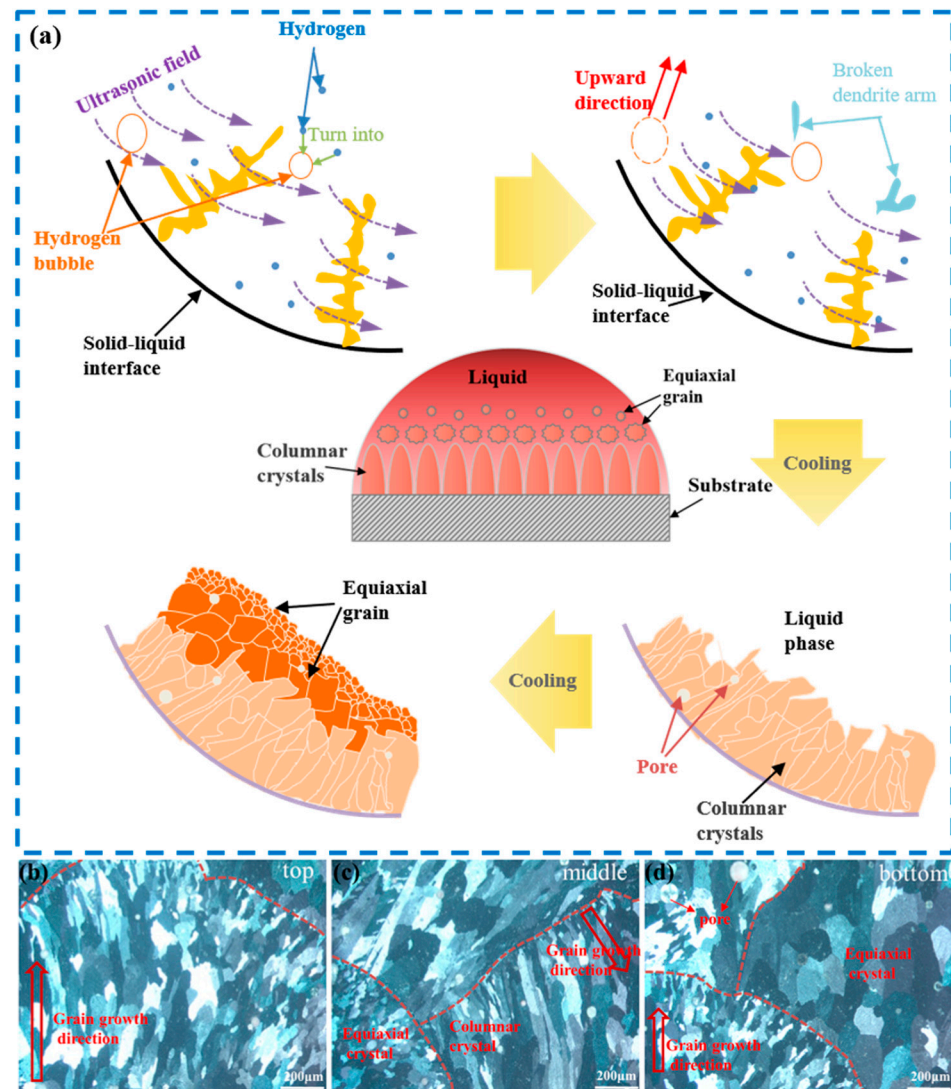 (a)
Hydrogen
Ultrasonic field
Turn into
Hydrogen
bubble
Solid-liquid
interface
Upward
direction
Broken
dendrite arm
Solid-liquid
interface
Liquid
Equiaxial
grain
Columnar
crystals
Substrate
Cooling
Equiaxial
grain
Cooling
Liquid
phase
Pore
Columnar
crystals
(b)
top
Grain growth
direction
200μm
(c)
middle
Grain growth
direction
Equiaxial
crystal
Columnar
crystal
200μm
(d)
bottom
pore
Equiaxial
crystal
Grain growth
direction
200μm